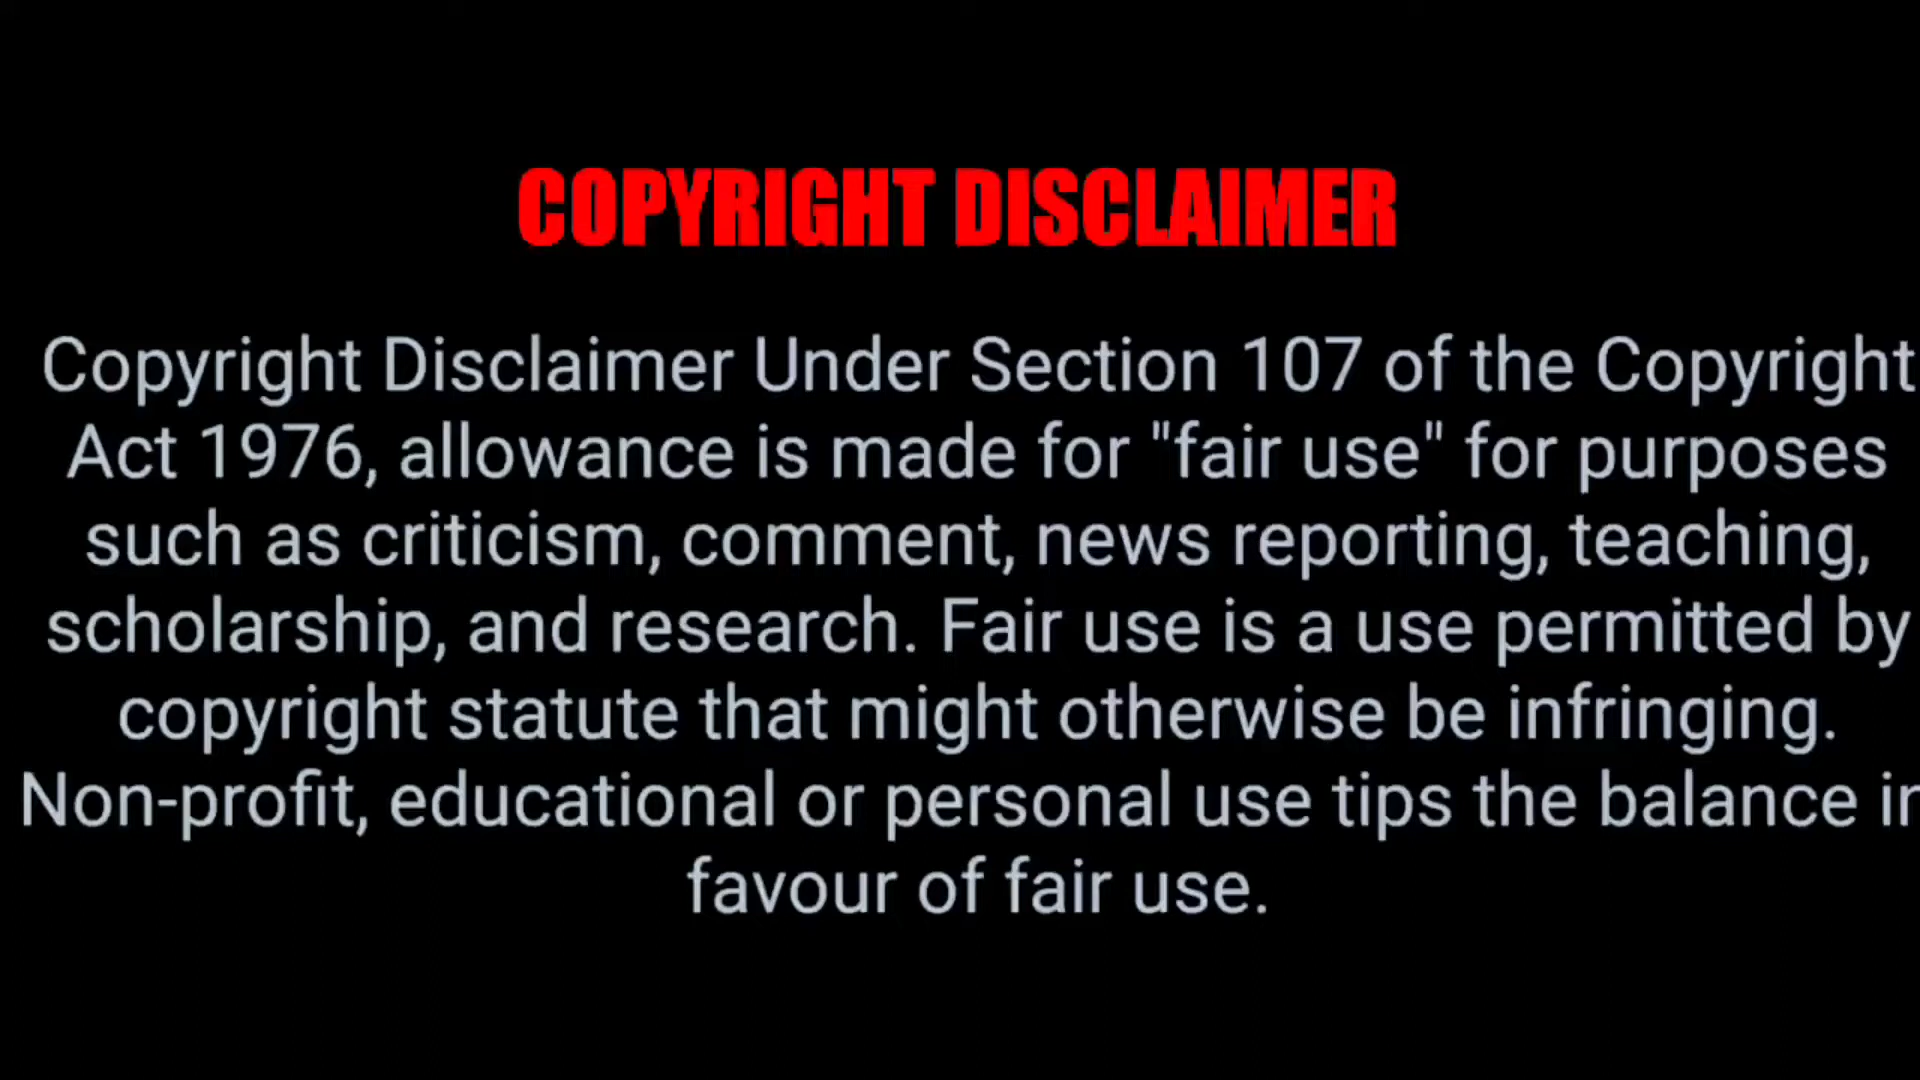 COPYRIGHT DISCLAIMER
Copyright Disclaimer Under Section 107 of the Copyright
Act 1976, allowance is made for "fair use" for purposes
such as criticism, comment, news reporting, teaching,
scholarship, and research. Fair use is a use permitted by
copyright statute that might otherwise be infringing.
Non-profit, educational or personal use tips the balance in
favour of fair use.